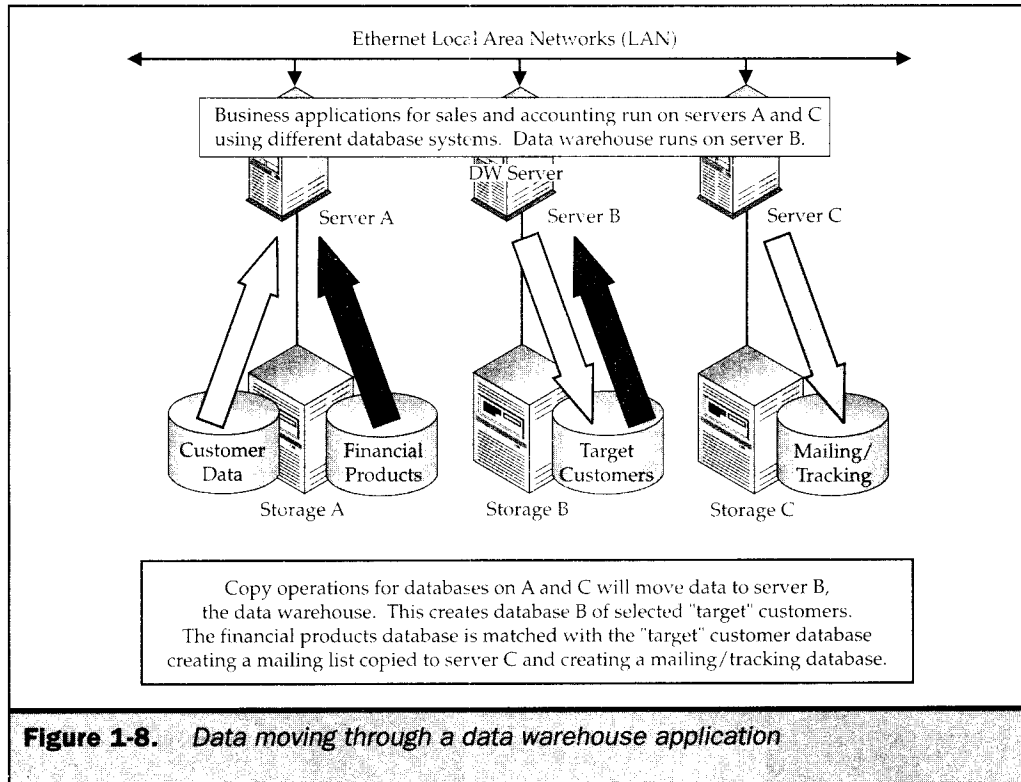 Ethernet Local Area Networks (LAN)
Business applications for sales and accounting run on servers A and C
using different database systems. Data warehouse runs on server B.
DW Server
Server A
Server B
Server C
Customer
Data
Financial
Products
Target
Customers
Mailing/
Tracking
Storage A
Storage B
Storage C
Copy operations for databases on A and C will move data to server B,
the data warehouse. This creates database B of selected "target" customers.
The financial products database is matched with the "target" customer database
creating a mailing list copied to server C and creating a mailing/tracking database.
Figure 1-8. Data moving through a data warehouse application